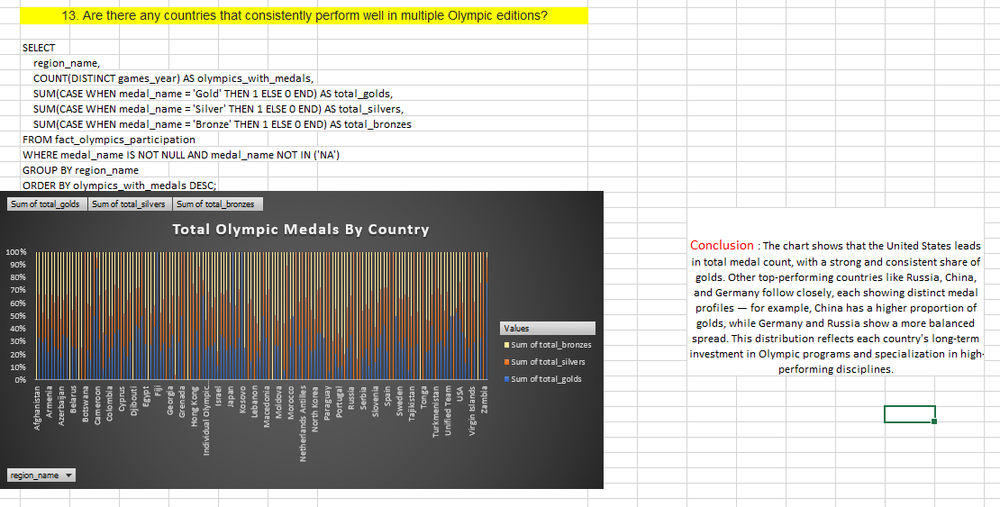 13. Are there any countries that consistently perform well in multiple Olympic editions?
SELECT
region_name,
COUNT(DISTINCT games_year) AS olympics_with_medals,
SUM(CASE WHEN medal_name = 'Gold' THEN 1 ELSE 0 END) AS total_golds,
SUM(CASE WHEN medal_name = 'Silver' THEN 1 ELSE 0 END) AS total_silvers,
SUM(CASE WHEN medal_name = 'Bronze' THEN 1 ELSE 0 END) AS total_bronzes
FROM fact_olympics_participation
WHERE medal_name IS NOT NULL AND medal_name NOT IN ('NA')
GROUP BY region_name
ORDER BY olympics_with_medals DESC;
Sum of total_golds
Sum of total_silvers
Sum of total_bronzes
Total Olympic Medals By Country
100%
90%
80%
70%
60%
50%
40%
30%
20%
10%
0%
Afghanistan
Armenia
Azerbaijan
Belarus
Botswana
Cameroon
Colombia
Cyprus
Djibouti
Egypt
Fiji
Georgia
Grenada
Hong Kong
Individual Olympic...
Israel
Japan
Kosovo
Lebanon
Macedonia
Moldova
Morocco
Netherlands Antilles
North Korea
Paraguay
Portugal
Russia
Serbia
Slovenia
Spain
Sweden
Tajikistan
Tonga
Turkmenistan
Unified Team
USA
Virgin Islands
Zambia
Values
Sum of total_bronzes
Sum of total_silvers
Sum of total_golds
region_name
Conclusion : The chart shows that the United States leads
in total medal count, with a strong and consistent share of
golds. Other top-performing countries like Russia, China,
and Germany follow closely, each showing distinct medal
profiles — for example, China has a higher proportion of
golds, while Germany and Russia show a more balanced
spread. This distribution reflects each country's long-term
investment in Olympic programs and specialization in high-
performing disciplines.